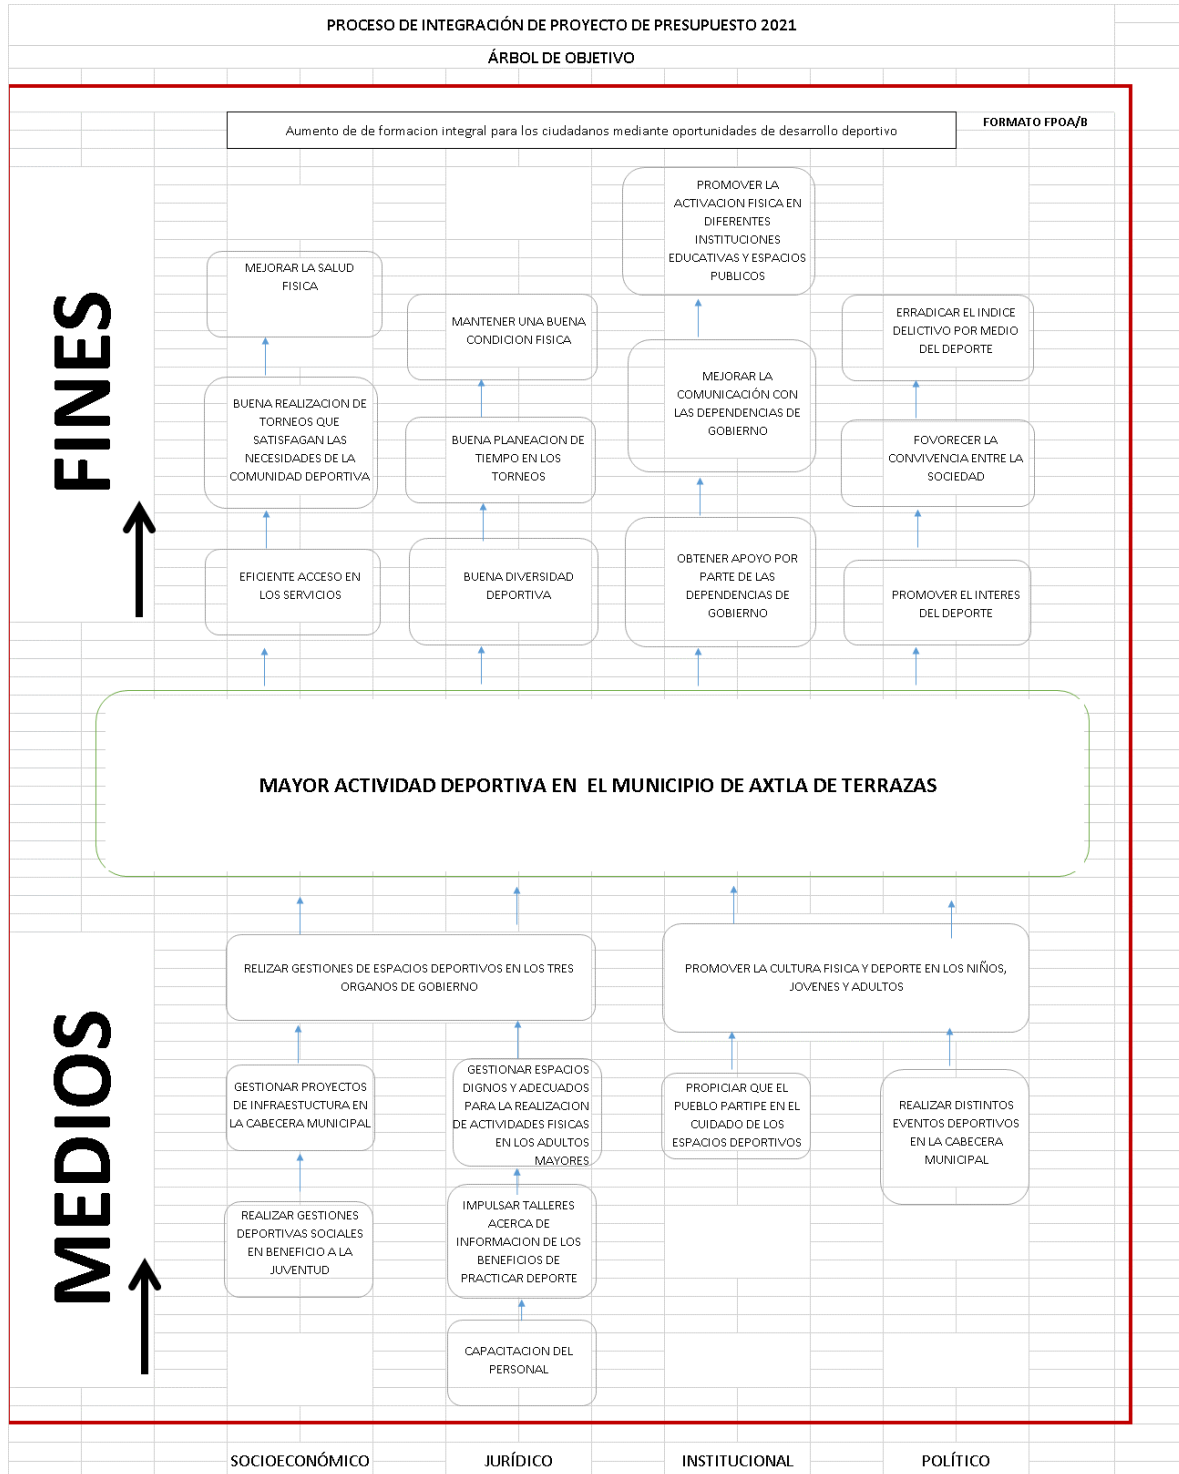 PROCESO DE INTEGRACIÓN DE PROYECTO DE PRESUPUESTO 2021
ÁRBOL DE OBJETIVO
FORMATO FPOA/B
Aumento de de formacion integral para los ciudadanos mediante oportunidades de desarrollo deportivo
FINES
PROMOVER LA
ACTIVACION FISICA EN
DIFERENTES
INSTITUCIONES
EDUCATIVAS Y ESPACIOS
PUBLICOS
MEJORAR LA SALUD
FISICA
MANTENER UNA BUENA
CONDICION FISICA
ERRADICAR EL INDICE
DELICTIVO POR MEDIO
DEL DEPORTE
BUENA REALIZACION DE
TORNEOS QUE
SATISFAGAN LAS
NECESIDADES DE LA
COMUNIDAD DEPORTIVA
BUENA PLANEACION DE
TIEMPO EN LOS
TORNEOS
MEJORAR LA
COMUNICACIÓN CON
LAS DEPENDENCIAS DE
GOBIERNO
FOVORECER LA
CONVIVENCIA ENTRE LA
SOCIEDAD
EFICIENTE ACCESO EN
LOS SERVICIOS
BUENA DIVERSIDAD
DEPORTIVA
OBTENER APOYO POR
PARTE DE LAS
DEPENDENCIAS DE
GOBIERNO
PROMOVER EL INTERES
DEL DEPORTE
MAYOR ACTIVIDAD DEPORTIVA EN  EL MUNICIPIO DE AXTLA DE TERRAZAS
MEDIOS
RELIZAR GESTIONES DE ESPACIOS DEPORTIVOS EN LOS TRES
ORGANOS DE GOBIERNO
PROMOVER LA CULTURA FISICA Y DEPORTE EN LOS NIÑOS,
JOVENES Y ADULTOS
GESTIONAR PROYECTOS
DE INFRAESTUCTURA EN
LA CABECERA MUNICIPAL
GESTIONAR ESPACIOS
DIGNOS Y ADECUADOS
PARA LA REALIZACION
DE ACTIVIDADES FISICAS
EN LOS ADULTOS
MAYORES
PROPICIAR QUE EL
PUEBLO PARTIPE EN EL
CUIDADO DE LOS
ESPACIOS DEPORTIVOS
REALIZAR DISTINTOS
EVENTOS DEPORTIVOS
EN LA CABECERA
MUNICIPAL
REALIZAR GESTIONES
DEPORTIVAS SOCIALES
EN BENEFICIO A LA
JUVENTUD
IMPULSAR TALLERES
ACERCA DE
INFORMACION DE LOS
BENEFICIOS DE
PRACTICAR DEPORTE
CAPACITACION DEL
PERSONAL
SOCIOECONÓMICO
JURÍDICO
INSTITUCIONAL
POLÍTICO